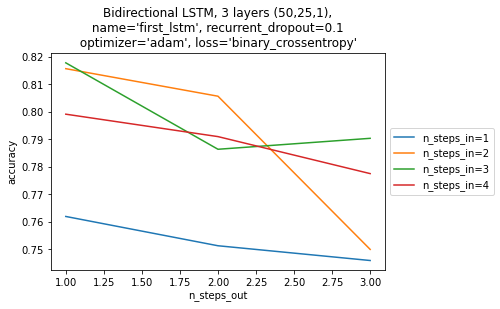 Bidirectional LSTM, 3 layers (50,25,1),
name='first_lstm', recurrent_dropout=0.1
optimizer='adam', loss='binary_crossentropy'
0.82
0.81
0.80
0.79
0.78
0.77
0.76
0.75
accuracy
1.00 1.25 1.50 1.75 2.00 2.25 2.50 2.75 3.00
n_steps_out
n_steps_in=1
n_steps_in=2
n_steps_in=3
n_steps_in=4